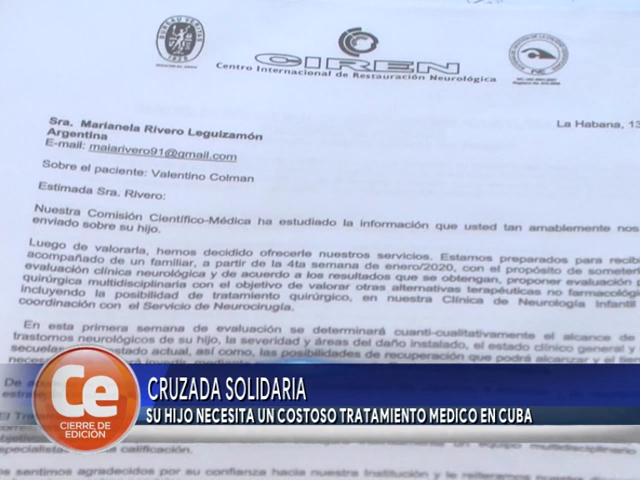 BUREAU VERITAS
1828
CIREN
Centro Internacional de Restauración Neurológica
La Habana, 13
Sra. Marianela Rivero Leguizamón
Argentina
E-mail: maiarivero91@gmail.com
Sobre el paciente: Valentino Colman
Estimada Sra. Rivero:
Nuestra Comisión Científico-Médica ha estudiado la información que usted tan amablemente nos
enviado sobre su hijo.
Luego de valorarla, hemos decidido ofrecerle nuestros servicios. Estamos preparados para recibi
acompañado de un familiar, a partir de la 4ta semana de enero/2020, con el propósito de somete
evaluación clínica neurológica y de acuerdo a los resultados que se obtengan, proponer evaluación
quirúrgica multidisciplinaria con el objetivo de valorar otras alternativas terapéuticas no farmacológ
incluyendo la posibilidad de tratamiento quirúrgico, en nuestra Clínica de Neurología Infantil
coordinación con el Servicio de Neurocirugía.
En esta primera semana de evaluación se determinará cuanti-cualitativamente el alcance de
trastornos neurológicos de su hijo, la severidad y áreas del daño instalado, el estado clínico general y
secuelas estado actual, así como, las posibilidades de recuperación que podrá alcanzar y el
Ce
CIERRE DE
EDICIÓN
CRUZADA SOLIDARIA
SU HIJO NECESITA UN COSTOSO TRATAMIENTO MEDICO EN CUBA
un equipo multidisciplinario
calificación.
sentimos agradecidos por su confianza hacia nuestra Institución y le reiteramos